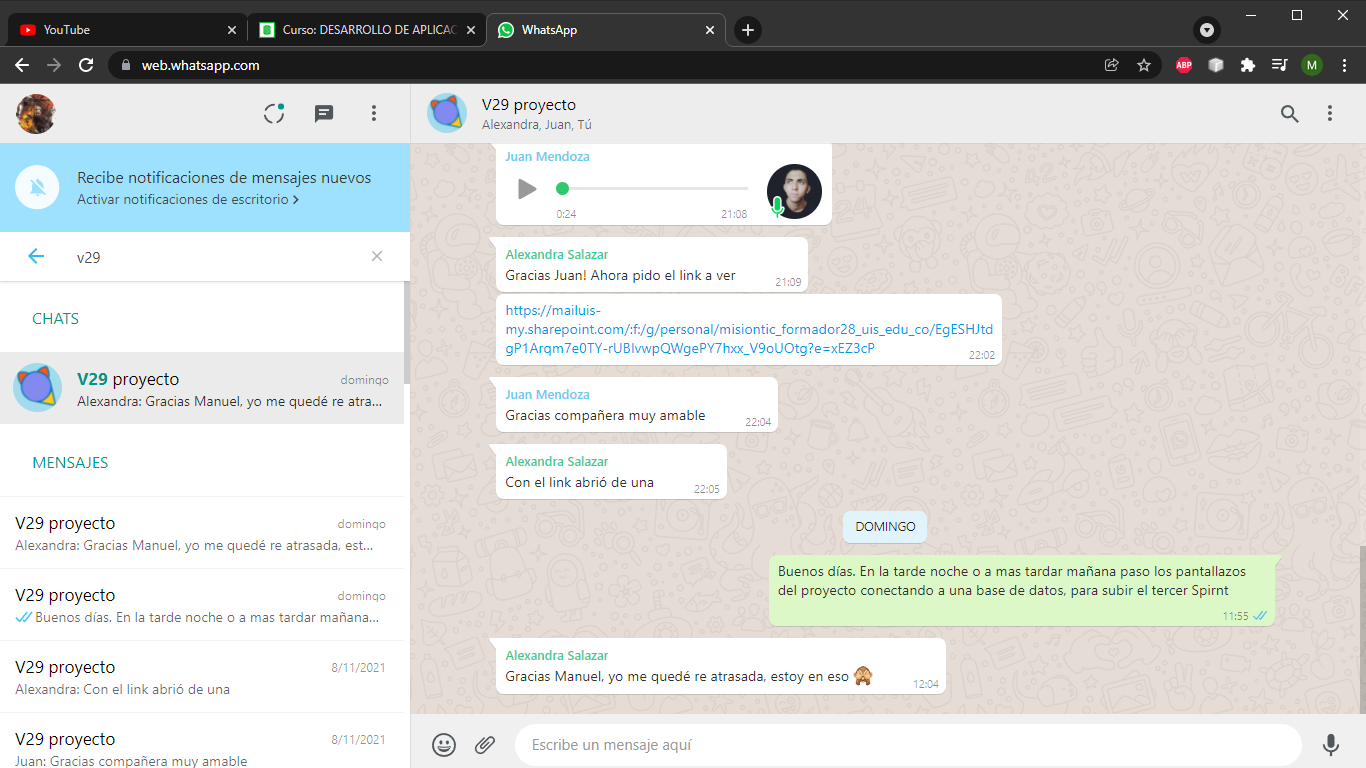 YouTube
Curso: DESARROLLO DE APLICAC
WhatsApp
web.whatsapp.com
ABP
M
Recibe notificaciones de mensajes nuevos
Activar notificaciones de escritorio >
v29
CHATS
V29 proyecto
domingo
Alexandra: Gracias Manuel, yo me quedé re atra...
MENSAJES
V29 proyecto
domingo
Alexandra: Gracias Manuel, yo me quedé re atrasada, est...
V29 proyecto
domingo
Buenos días. En la tarde noche o a mas tardar mañana...
V29 proyecto
8/11/2021
Alexandra: Con el link abrió de una
V29 proyecto
8/11/2021
Juan: Gracias compañera muy amable
V29 proyecto
Alexandra, Juan, Tú
Juan Mendoza
0:24
21:08
Alexandra Salazar
Gracias Juan! Ahora pido el link a ver
21:09
https://mailuis-
my.sharepoint.com/:f:/g/personal/misiontic_formador28_uis_edu_co/EgESHJtd
gP1Arqm7e0TY-rUBlvwpQWgePY7hxx_V9oUOtg?e=xEZ3cP
22:02
Juan Mendoza
Gracias compañera muy amable
22:04
Alexandra Salazar
Con el link abrió de una
22:05
DOMINGO
Buenos días. En la tarde noche o a mas tardar mañana paso los pantallazos
del proyecto conectando a una base de datos, para subir el tercer Spirnt
11:55
Alexandra Salazar
Gracias Manuel, yo me quedé re atrasada, estoy en eso 🙈
12:04
Escribe un mensaje aquí